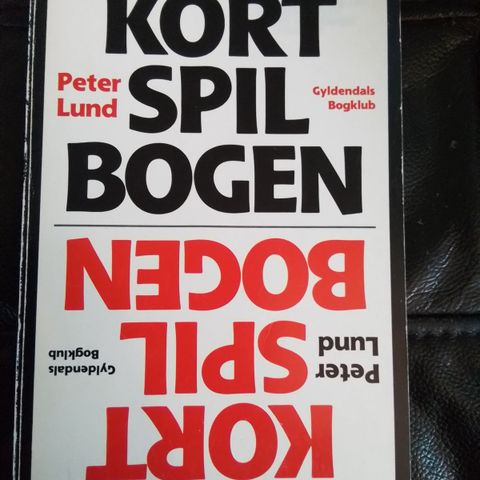 KORT
Peter
Lund
SPIL
Gyldendals
Bogklub
BOGEN
KORT
Peter
Lund
SPIL
Gyldendals
Bogklub
BOGEN